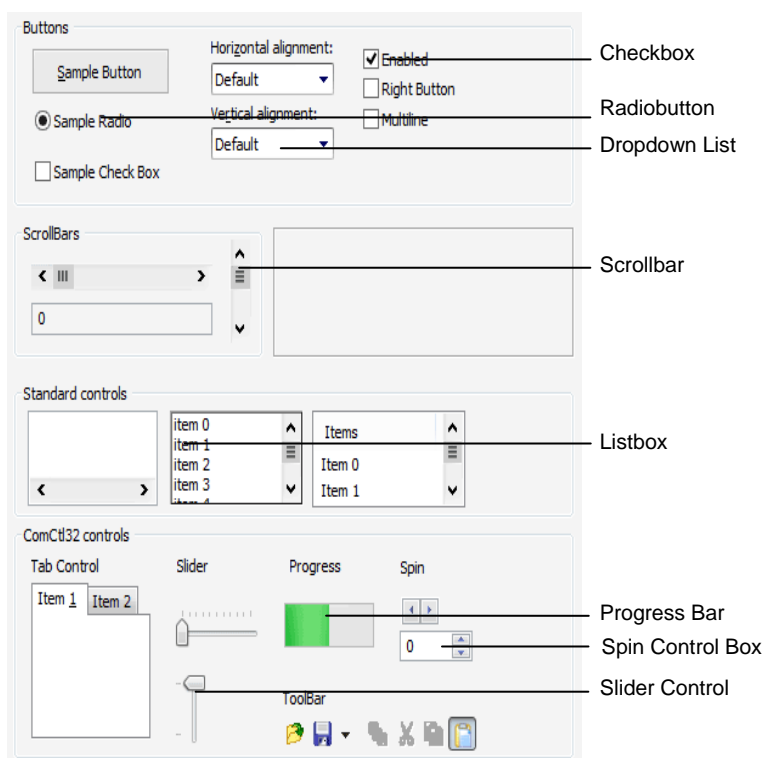 Buttons
Sample Button
Horizontal alignment:
Default
Enabled
Checkbox
Right Button
Sample Radio
Vertical alignment:
Multiline
Radiobutton
Default
Dropdown List
Sample Check Box
ScrollBars
Scrollbar
0
Standard controls
item 0
item 1
item 2
item 3
item 4
Items
Item 0
Item 1
Listbox
ComCtl32 controls
Tab Control
Slider
Progress
Spin
Item 1
Item 2
Progress Bar
0
Spin Control Box
Slider Control
ToolBar